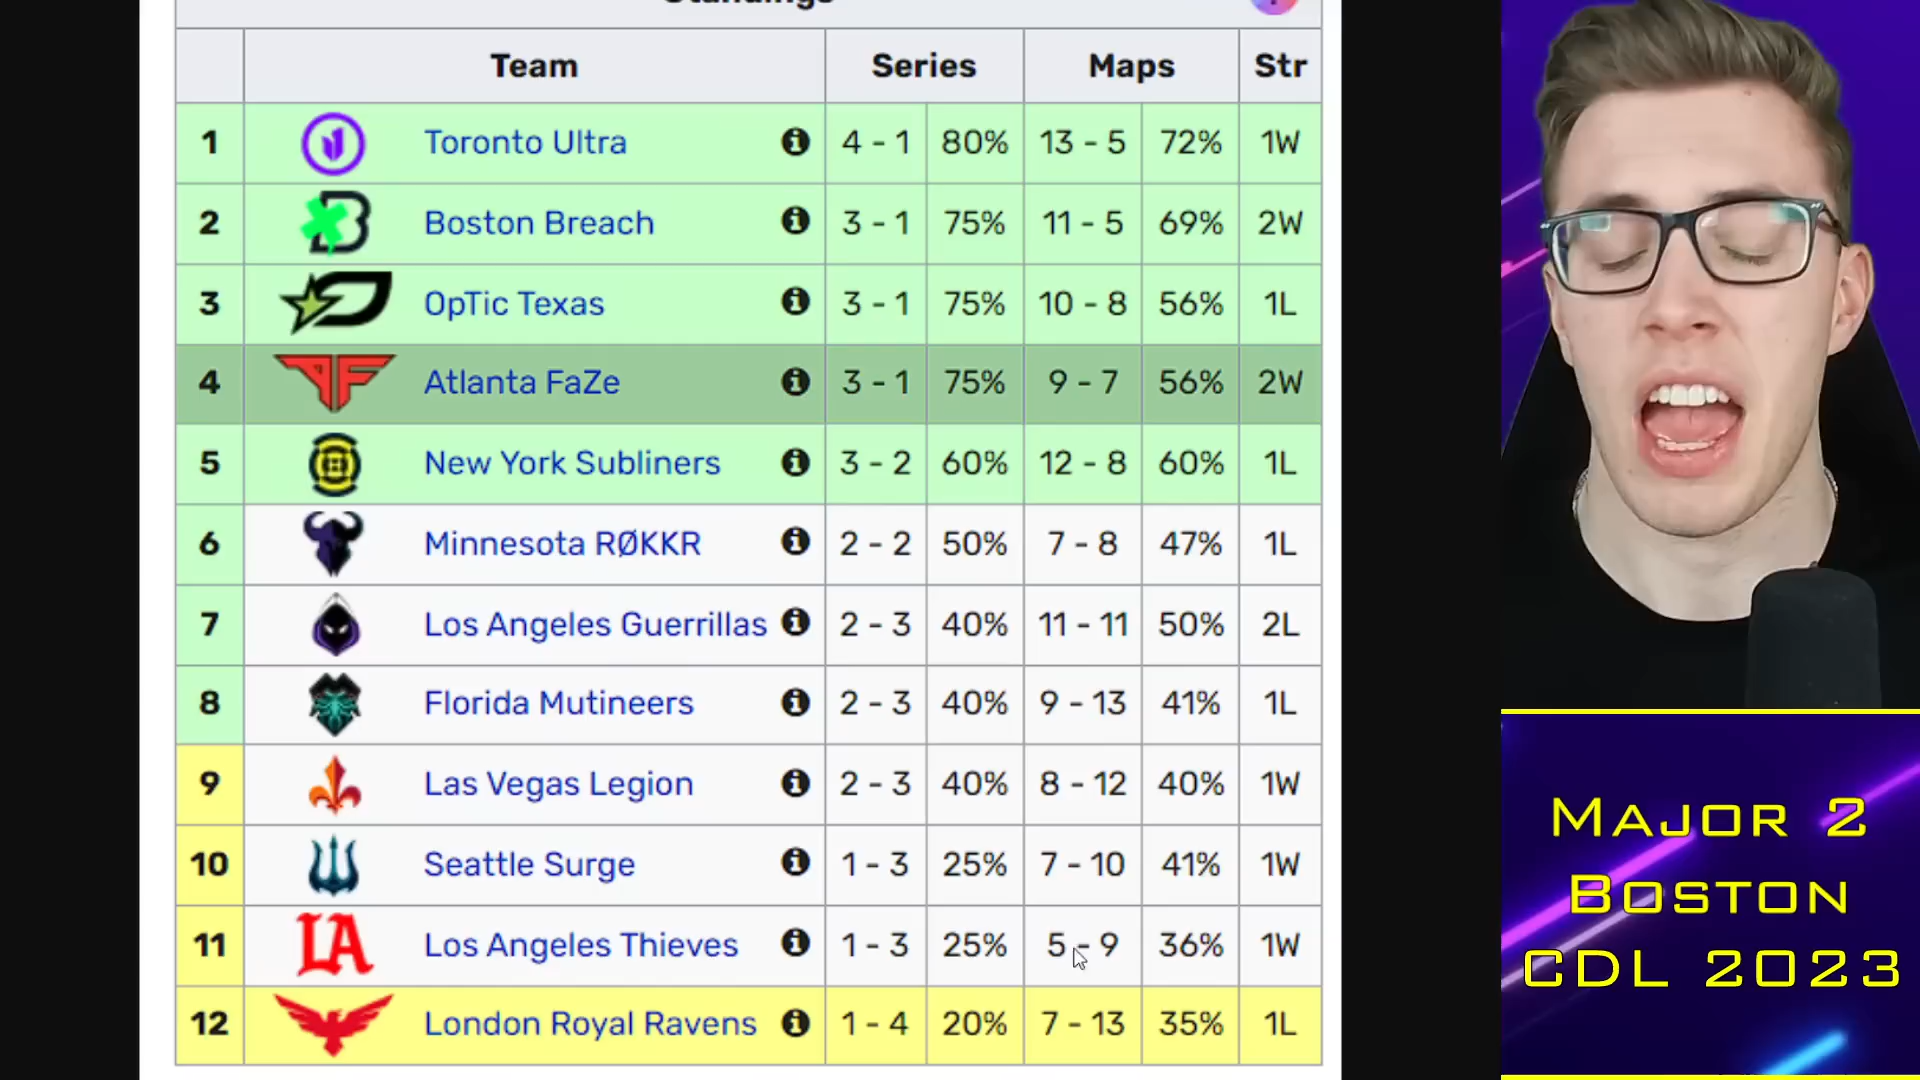 Standings
Team Series Maps Str
1 Toronto Ultra 4 - 1 80% 13 - 5 72% 1W
2 Boston Breach 3 - 1 75% 11 - 5 69% 2W
3 OpTic Texas 3 - 1 75% 10 - 8 56% 1L
4 Atlanta FaZe 3 - 1 75% 9 - 7 56% 2W
5 New York Subliners 3 - 2 60% 12 - 8 60% 1L
6 Minnesota RØKKR 2 - 2 50% 7 - 8 47% 1L
7 Los Angeles Guerrillas 2 - 3 40% 11 - 11 50% 2L
8 Florida Mutineers 2 - 3 40% 9 - 13 41% 1L
9 Las Vegas Legion 2 - 3 40% 8 - 12 40% 1W
10 Seattle Surge 1 - 3 25% 7 - 10 41% 1W
11 LA Los Angeles Thieves 1 - 3 25% 5 - 9 36% 1W
12 London Royal Ravens 1 - 4 20% 7 - 13 35% 1L
MAJOR 2
BOSTON
CDL 2023